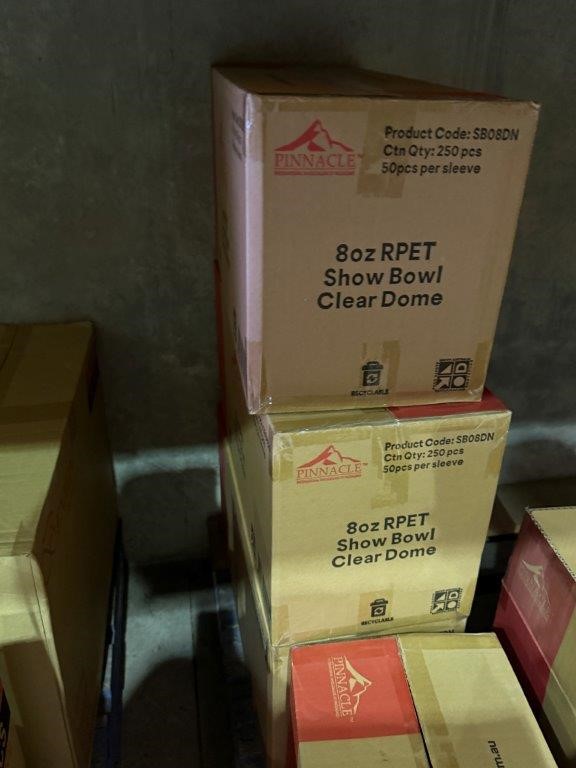 PINNACLE
Product Code: SB08DN
Ctn Qty: 250 pcs
50pcs per sleeve
8oz RPET
Show Bowl
Clear Dome
RECYCLABLE
PINNACLE
Product Code: SB08DN
Ctn Qty: 250 pcs
50pcs per sleeve
8oz RPET
Show Bowl
Clear Dome
RECYCLABLE
PINNACLE
m.au